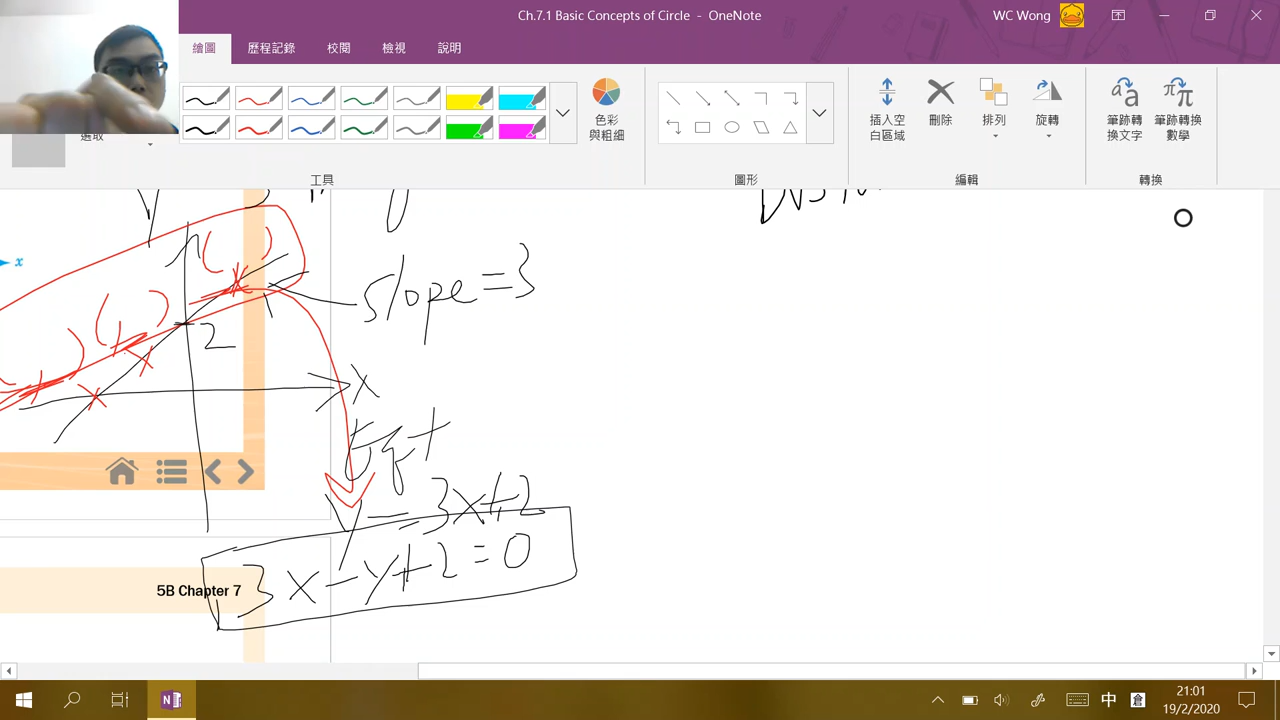 Ch.7.1 Basic Concepts of Circle - OneNote
WC Wong
繪圖 歷程記錄 校閱 檢視 說明
選取
色彩
與粗細
插入空
白區域
刪除
排列
旋轉
筆跡轉
換文字
筆跡轉換
數學
工具
圖形
編輯
轉換
x
slope = 3
2
x
y = 3x + 2
3x - y + 2 = 0
5B Chapter 7
中 倉
21:01
19/2/2020